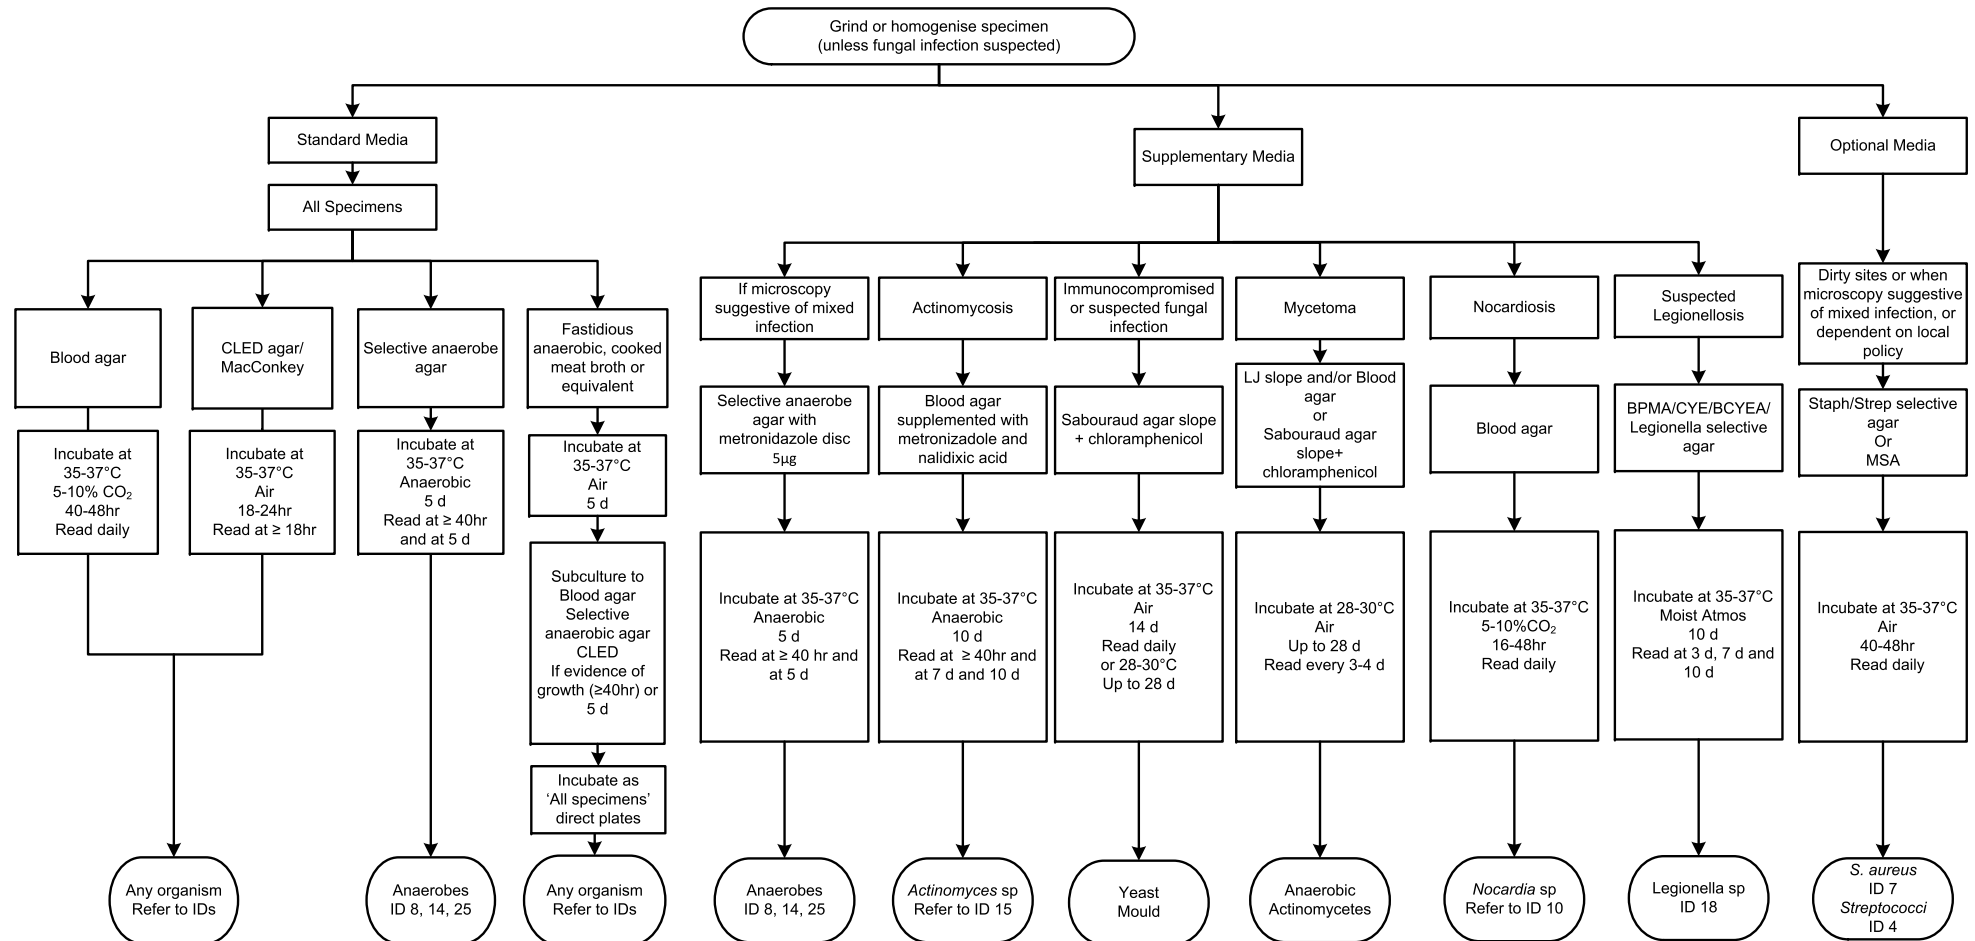 Grind or homogenise specimen
(unless fungal infection suspected)
Standard Media
All Specimens
Supplementary Media
Optional Media
Blood agar
Incubate at
35-37°C
5-10% CO₂
40-48hr
Read daily
CLED agar/
MacConkey
Incubate at
35-37°C
Air
18-24hr
Read at ≥ 18hr
Any organism
Refer to IDs
Selective anaerobe
agar
Incubate at
35-37°C
Anaerobic
5 d
Read at ≥ 40hr
and at 5 d
Anaerobes
ID 8, 14, 25
Fastidious
anaerobic, cooked
meat broth or
equivalent
Incubate at
35-37°C
Air
5 d
Subculture to
Blood agar
Selective
anaerobic agar
CLED
If evidence of
growth (≥40hr) or
5 d
Incubate as
‘All specimens’
direct plates
Any organism
Refer to IDs
If microscopy
suggestive of mixed
infection
Selective anaerobe
agar with
metronidazole disc
5µg
Incubate at 35-37°C
Anaerobic
5 d
Read at ≥ 40 hr and
at 5 d
Anaerobes
ID 8, 14, 25
Actinomycosis
Blood agar
supplemented with
metronizadole and
nalidixic acid
Incubate at 35-37°C
Anaerobic
10 d
Read at ≥ 40hr and
at 7 d and 10 d
Actinomyces sp
Refer to ID 15
Immunocompromised
or suspected fungal
infection
Sabouraud agar slope
+ chloramphenicol
Incubate at 35-37°C
Air
14 d
Read daily
or 28-30°C
Up to 28 d
Yeast
Mould
Mycetoma
LJ slope and/or Blood
agar
or
Sabouraud agar
slope+
chloramphenicol
Incubate at 28-30°C
Air
Up to 28 d
Read every 3-4 d
Anaerobic
Actinomycetes
Nocardiosis
Blood agar
Incubate at 35-37°C
5-10%CO₂
16-48hr
Read daily
Nocardia sp
Refer to ID 10
Suspected
Legionellosis
BPMA/CYE/BCYEA/
Legionella selective
agar
Incubate at 35-37°C
Moist Atmos
10 d
Read at 3 d, 7 d and
10 d
Legionella sp
ID 18
Dirty sites or when
microscopy suggestive
of mixed infection, or
dependent on local
policy
Staph/Strep selective
agar
Or
MSA
Incubate at 35-37°C
Air
40-48hr
Read daily
S. aureus
ID 7
Streptococci
ID 4